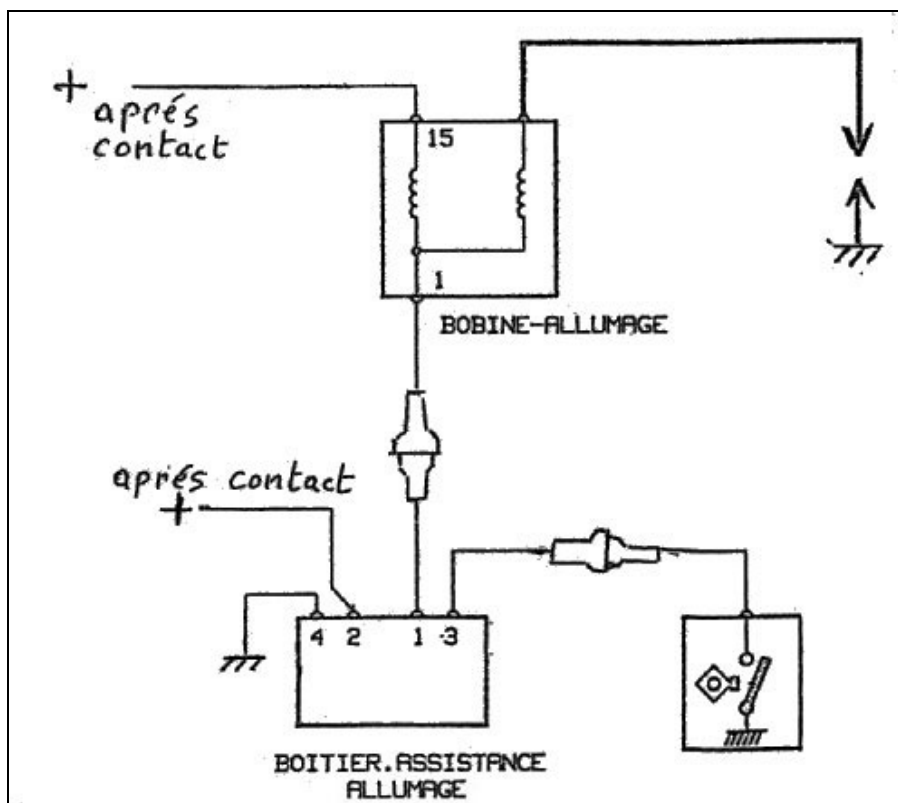 + aprés
contact
15
1
BOBINE-ALLUMAGE
aprés contact
+
4 2 1 3
BOITIER.ASSISTANCE
ALLUMAGE